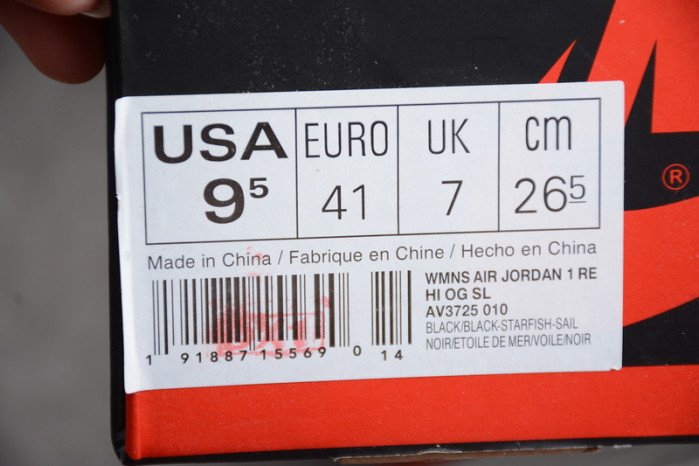 USA EURO UK cm
9⁵ 41 7 26⁵
Made in China / Fabrique en Chine / Hecho en China
WMNS AIR JORDAN 1 RE
HI OG SL
AV3725 010
BLACK/BLACK-STARFISH-SAIL
NOIR/ETOILE DE MER/VOILE/NOIR
1 91887 15569 0 14
®